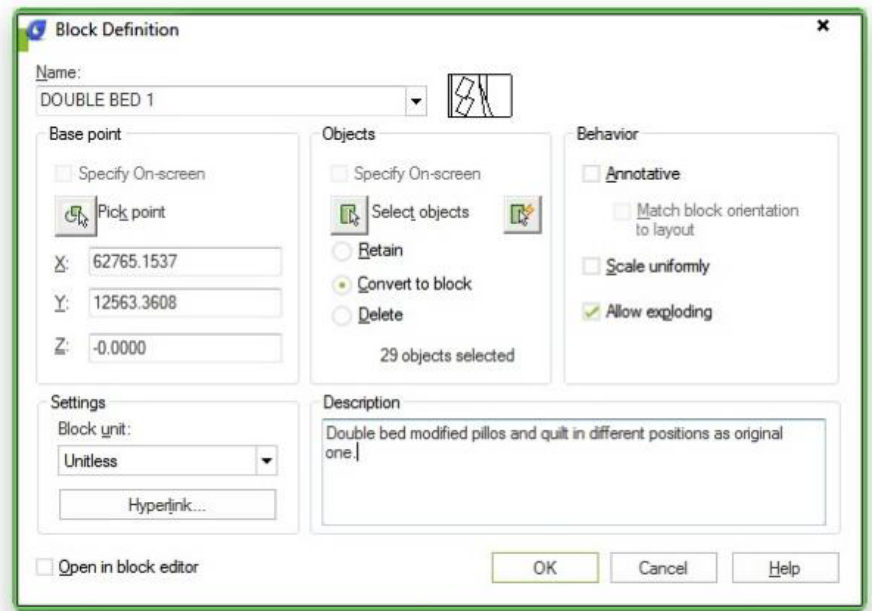 Block Definition
Name:
DOUBLE BED 1
Base point
Specify On-screen
Pick point
X: 62765.1537
Y: 12563.3608
Z: -0.0000
Objects
Specify On-screen
Select objects
Retain
Convert to block
Delete
29 objects selected
Behavior
Annotative
Match block orientation
to layout
Scale uniformly
Allow exploding
Settings
Block unit:
Unitless
Hyperlink...
Description
Double bed modified pillos and quilt in different positions as original
one.
Open in block editor
OK
Cancel
Help